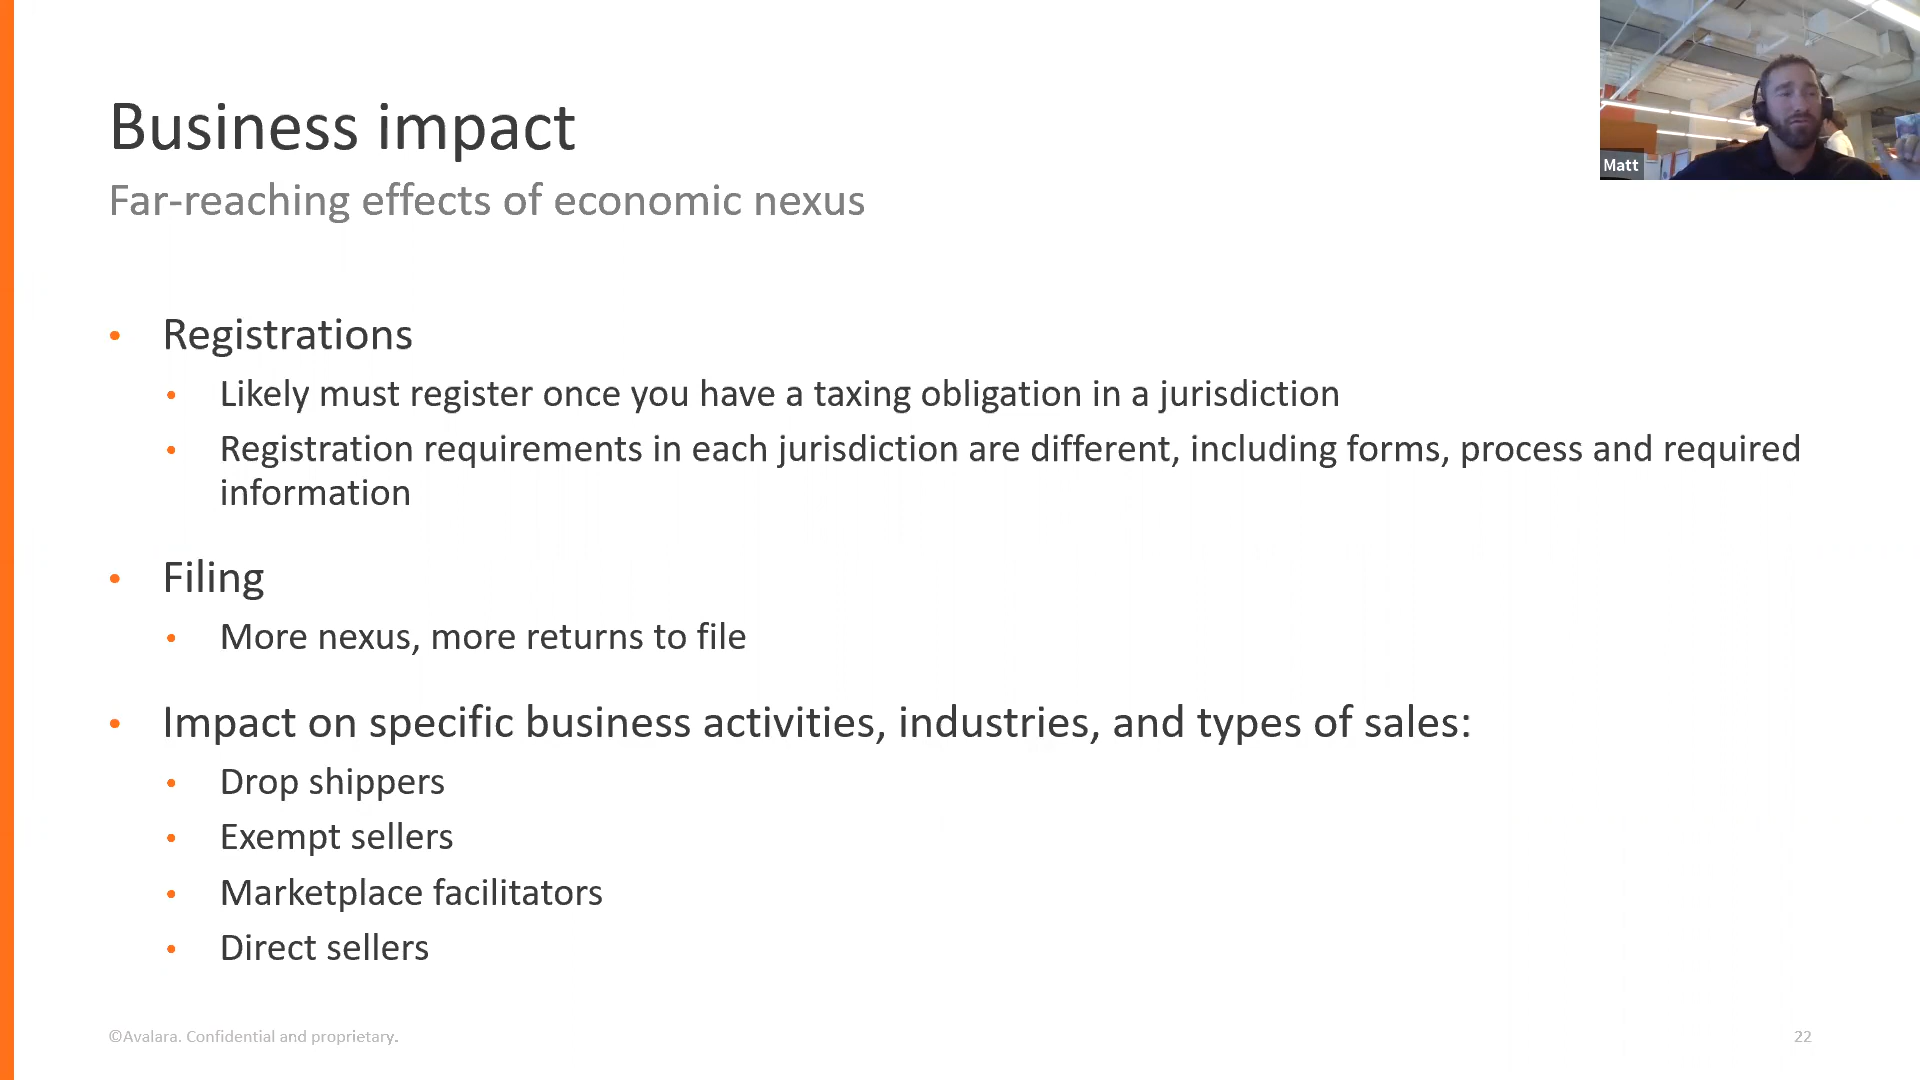 Business impact
Far-reaching effects of economic nexus
Matt
• Registrations
• Likely must register once you have a taxing obligation in a jurisdiction
• Registration requirements in each jurisdiction are different, including forms, process and required
information
• Filing
• More nexus, more returns to file
• Impact on specific business activities, industries, and types of sales:
• Drop shippers
• Exempt sellers
• Marketplace facilitators
• Direct sellers
©Avalara. Confidential and proprietary.
22